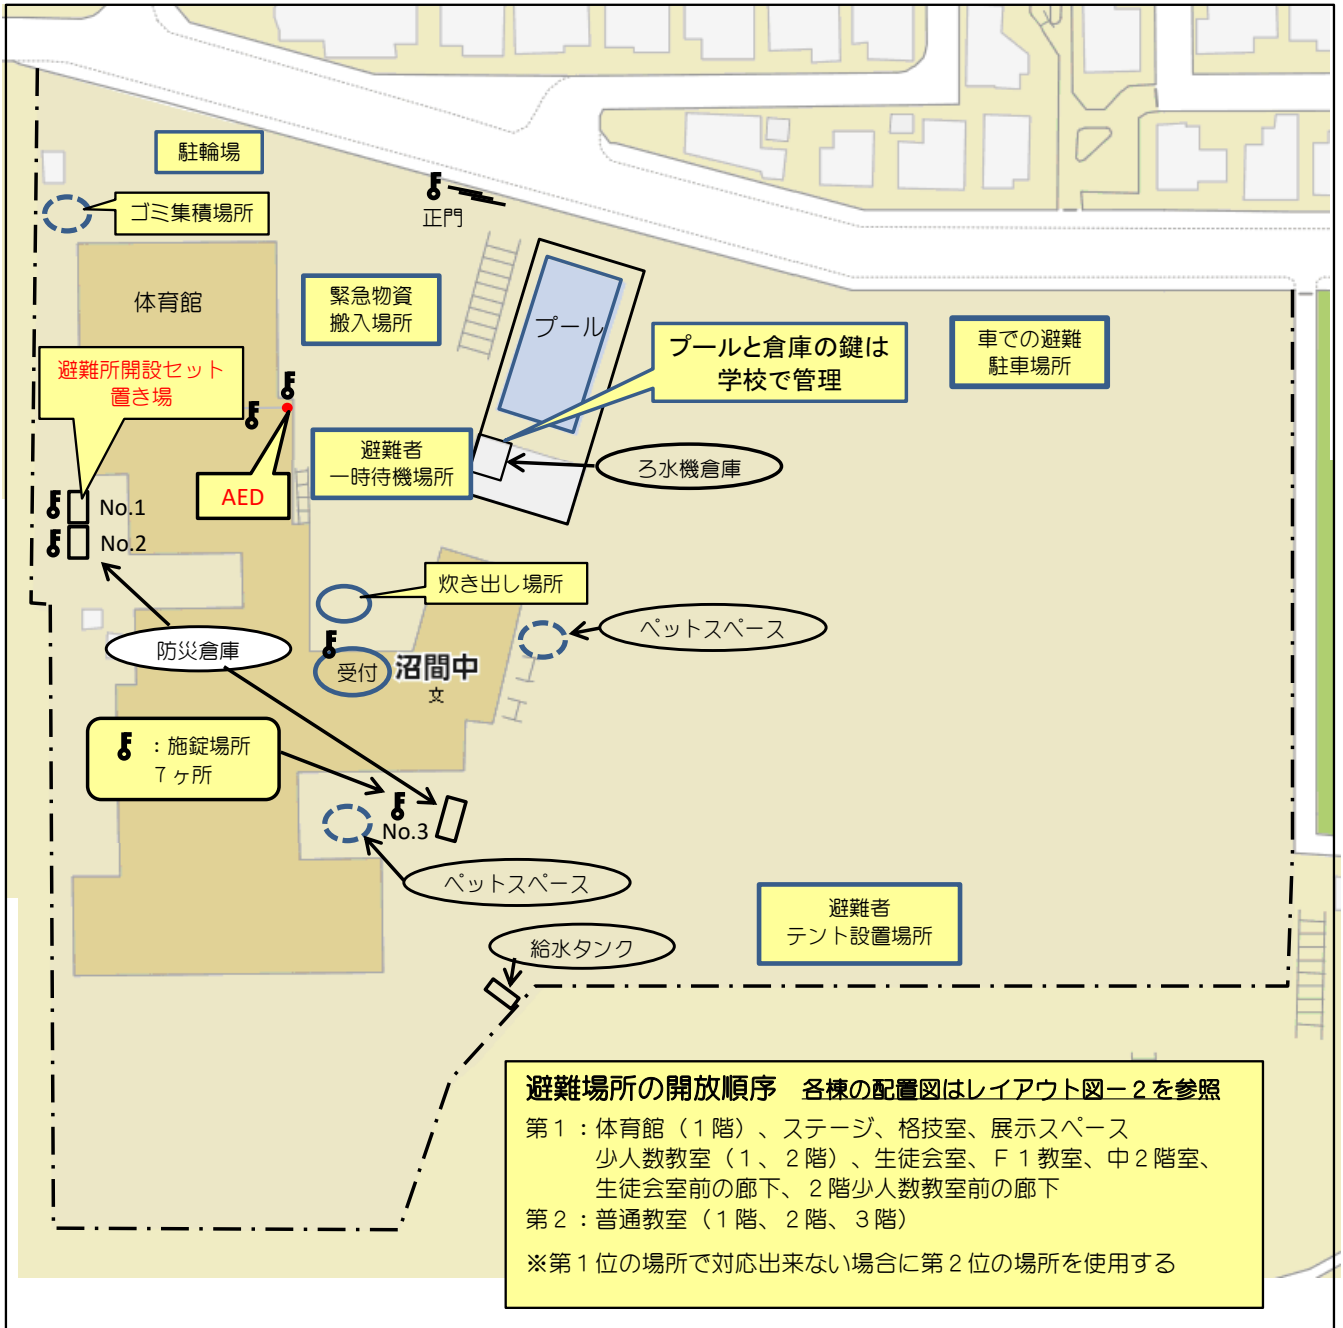 駐輪場
ゴミ集積場所
正門
体育館
緊急物資
搬入場所
プール
プールと倉庫の鍵は
学校で管理
車での避難
駐車場所
避難所開設セット
置き場
AED
避難者
一時待機場所
ろ水機倉庫
No.1
No.2
炊き出し場所
ペットスペース
防災倉庫
受付
沼間中
文
：施錠場所
７ヶ所
No.3
ペットスペース
避難者
テント設置場所
給水タンク
避難場所の開放順序 各棟の配置図はレイアウト図－２を参照
第１：体育館（１階）、ステージ、格技室、展示スペース
少人数教室（１、２階）、生徒会室、Ｆ１教室、中２階室、
生徒会室前の廊下、２階少人数教室前の廊下
第２：普通教室（１階、２階、３階）
※第１位の場所で対応出来ない場合に第２位の場所を使用する